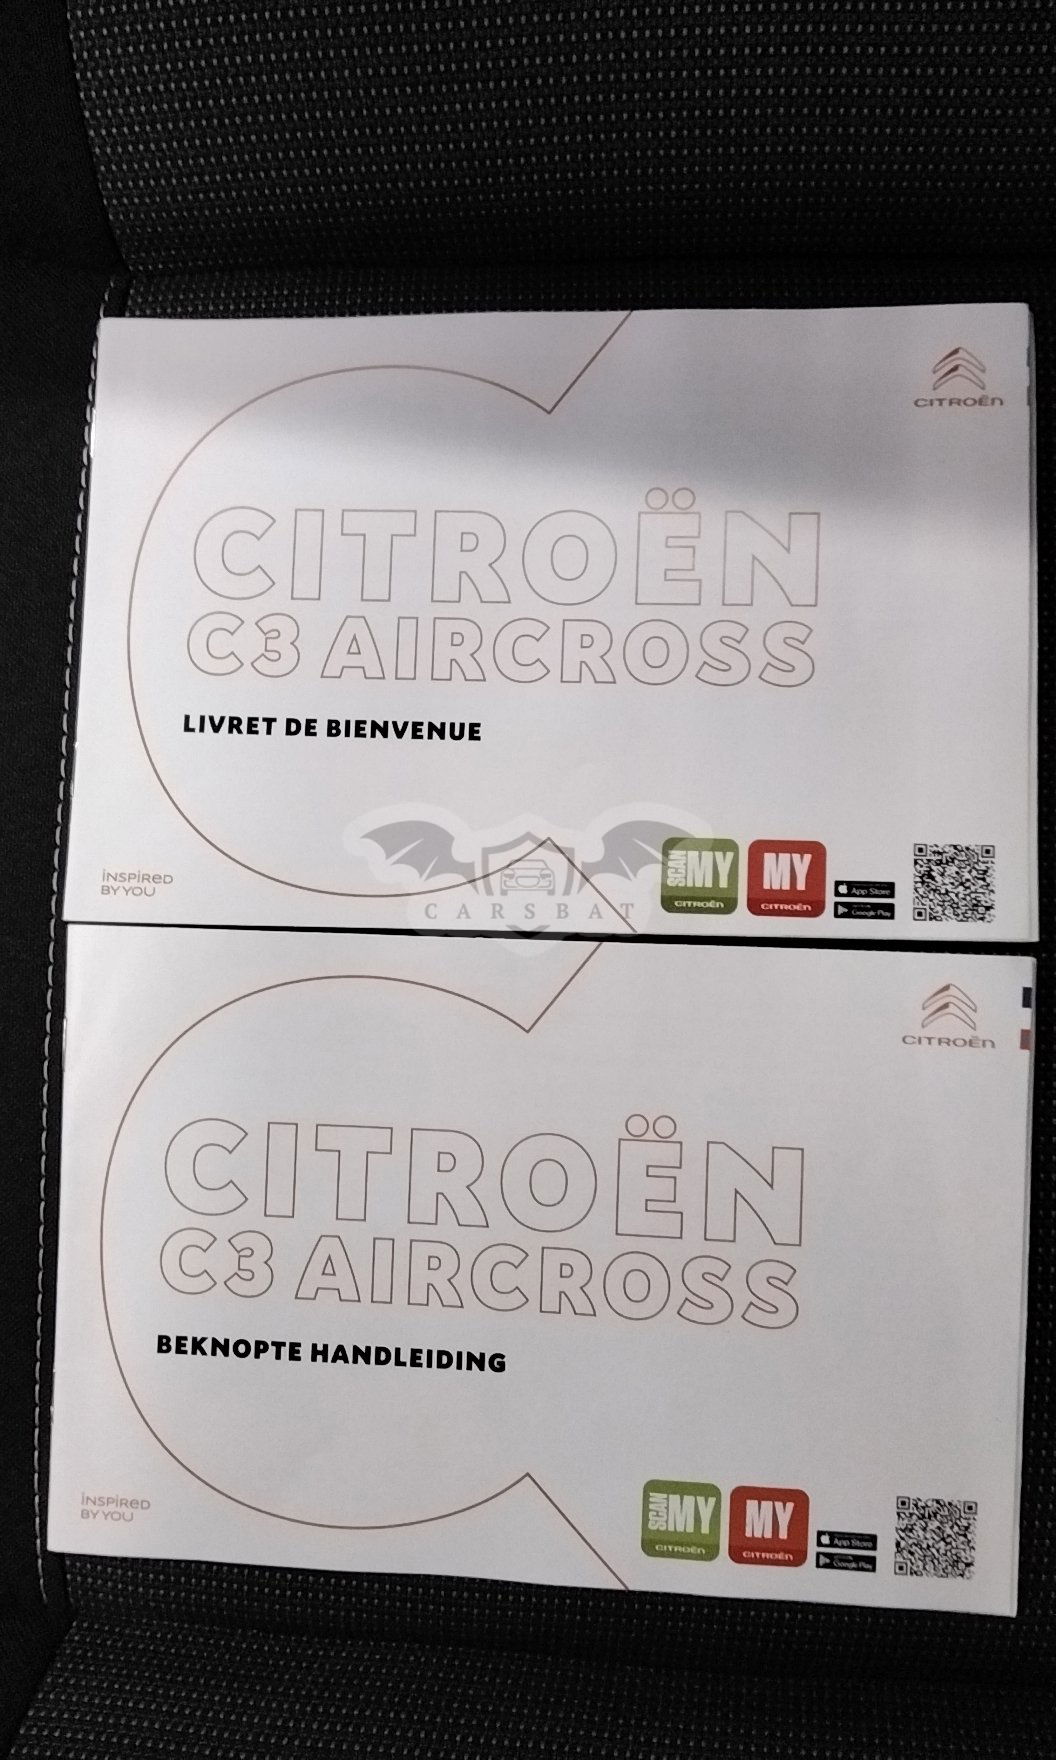 CITROËN
CITROËN
C3 AIRCROSS
LIVRET DE BIENVENUE
INSPIRED
BY YOU
SCAN MY
CITROËN
MY
CITROËN
App Store
Google Play
CARSBAT
CITROËN
CITROËN
C3 AIRCROSS
BEKNOPTE HANDLEIDING
INSPIRED
BY YOU
SCAN MY
CITROËN
MY
CITROËN
App Store
Google Play